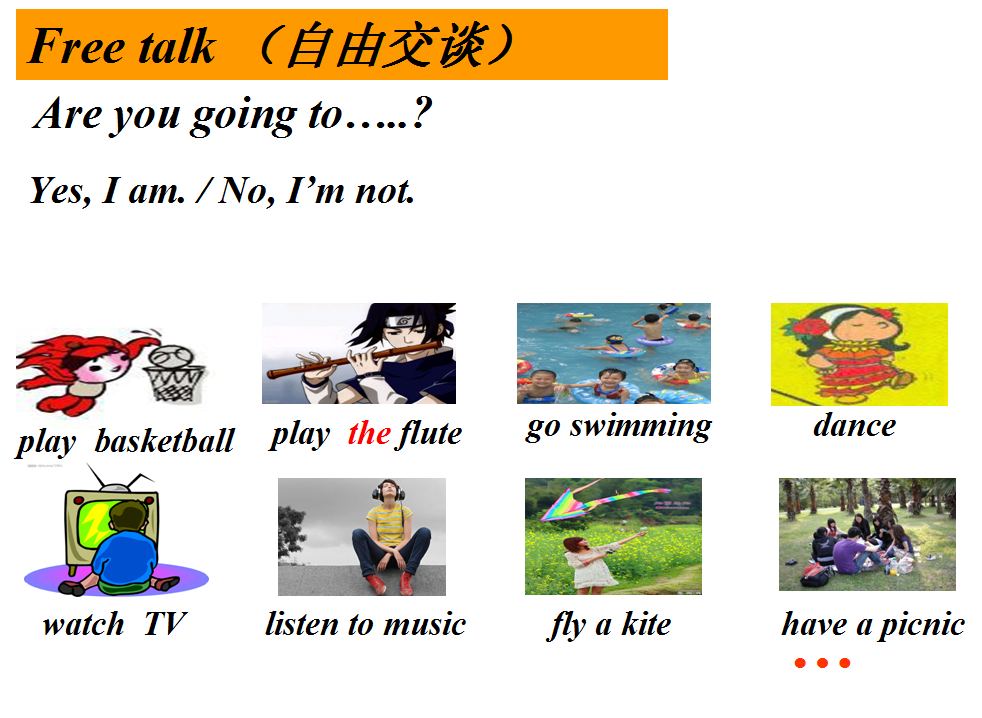 Free talk （自由交谈）
Are you going to…..?
Yes, I am. / No, I’m not.
play basketball
play the flute
go swimming
dance
watch TV
listen to music
fly a kite
have a picnic
• • •